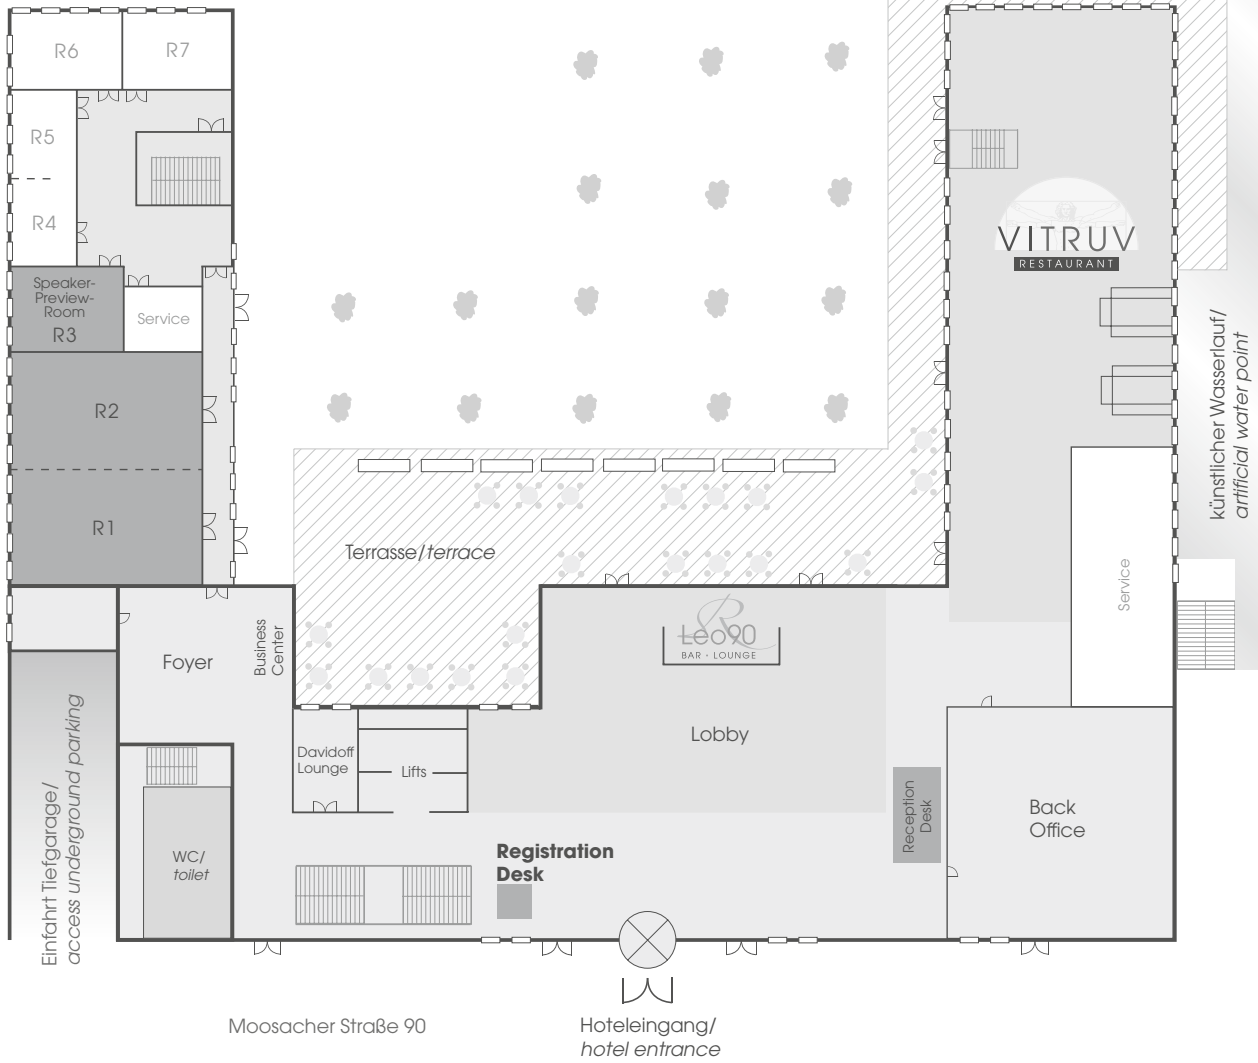 R6
R7
R5
R4
Speaker-
Preview-
Room
R3
Service
R2
R1
VITRUV
RESTAURANT
künstlicher Wasserlauf/
artificial water point
Terrasse/terrace
Service
Foyer
Business
Center
R
Leo90
BAR · LOUNGE
Lobby
Davidoff
Lounge
Lifts
Einfahrt Tiefgarage/
access underground parking
WC/
toilet
Registration
Desk
Reception
Desk
Back
Office
Moosacher Straße 90
Hoteleingang/
hotel entrance